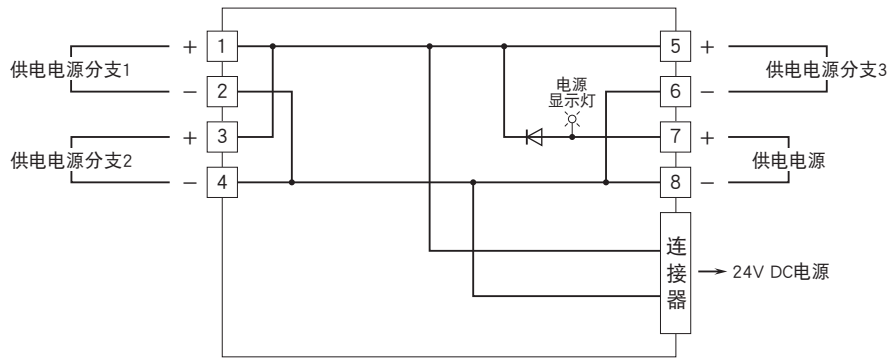 供电电源分支1
+ 1
− 2
供电电源分支2
+ 3
− 4
5 +
6 −
供电电源分支3
电源
显示灯
7 +
8 −
供电电源
连
接
器
24V DC电源